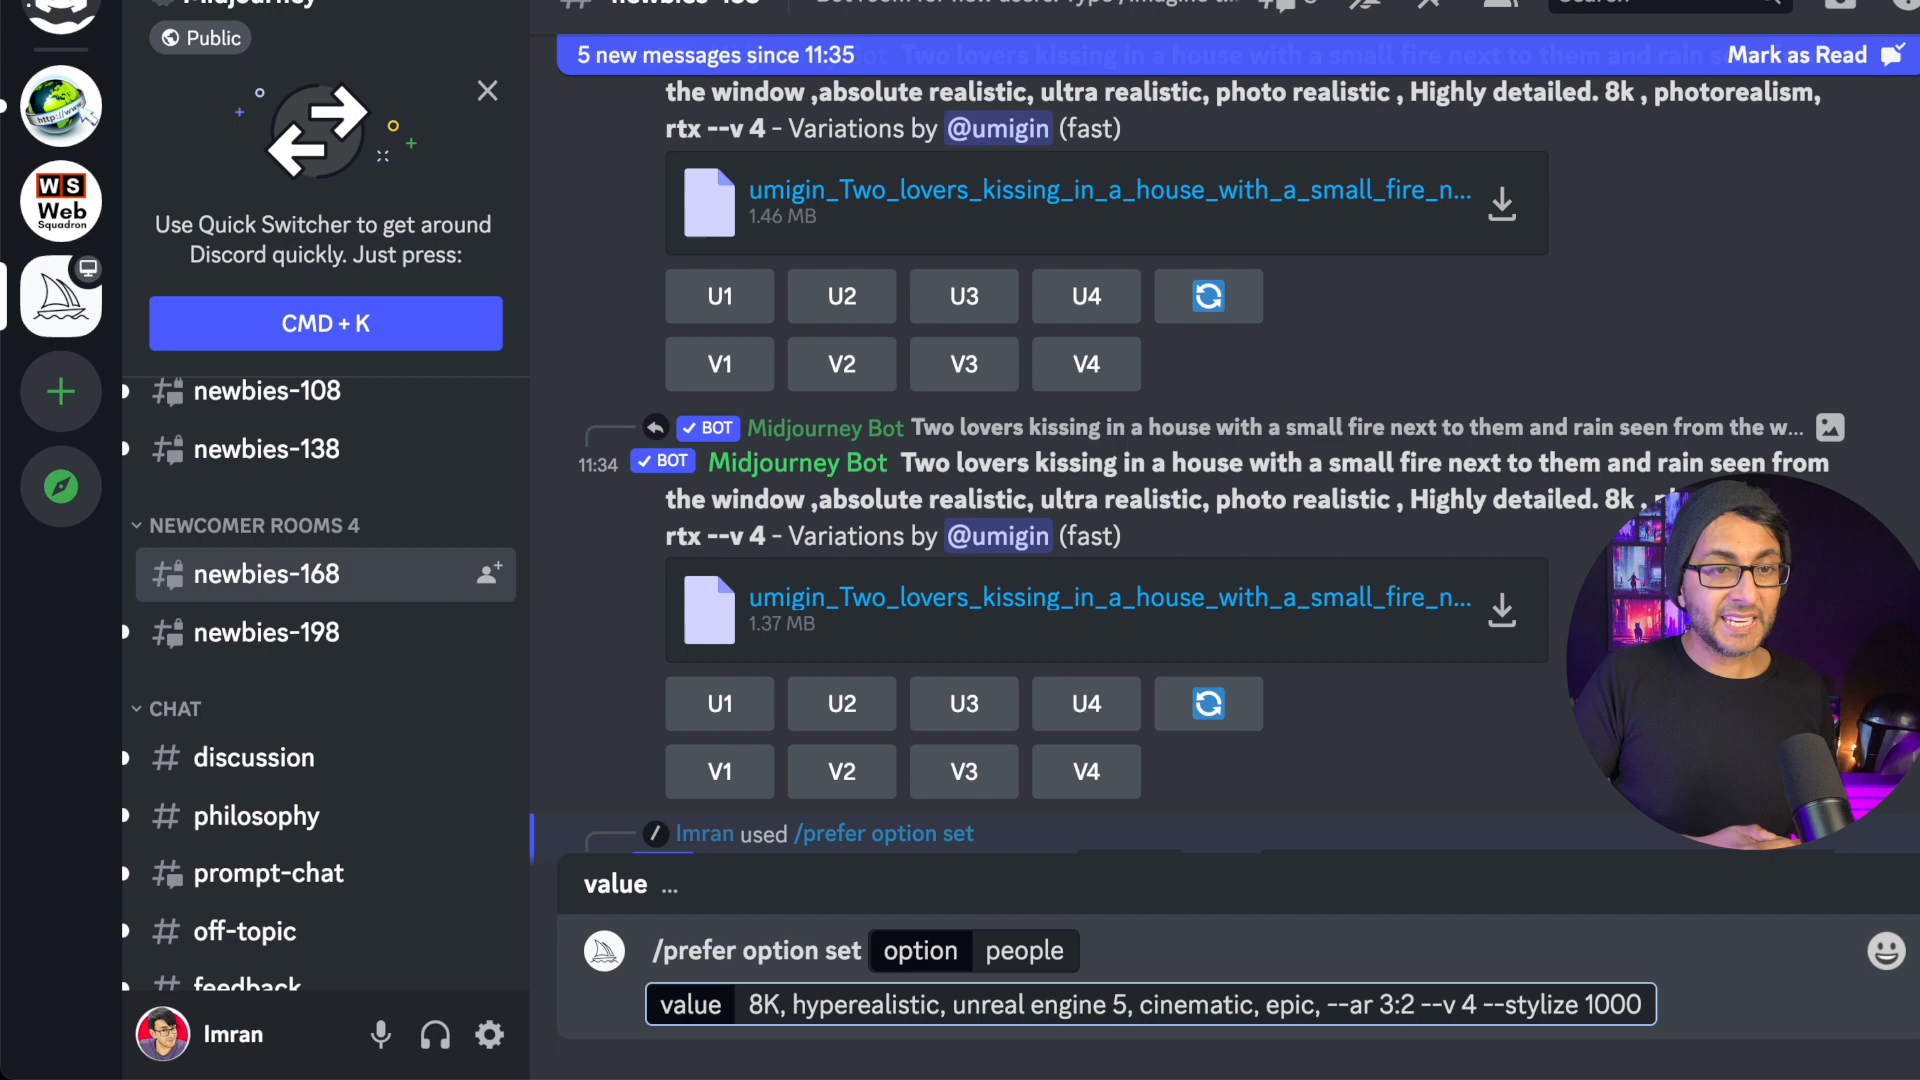 Midjourney
Public
Use Quick Switcher to get around
Discord quickly. Just press:
CMD + K
http://www
WS
Web
Squadron
newbies-108
newbies-138
NEWCOMER ROOMS 4
newbies-168
newbies-198
CHAT
discussion
philosophy
prompt-chat
off-topic
feedback
Imran
5 new messages since 11:35
Mark as Read
the window ,absolute realistic, ultra realistic, photo realistic , Highly detailed. 8k , photorealism,
rtx --v 4 - Variations by @umigin (fast)
umigin_Two_lovers_kissing_in_a_house_with_a_small_fire_n...
1.46 MB
U1 U2 U3 U4
V1 V2 V3 V4
BOT Midjourney Bot Two lovers kissing in a house with a small fire next to them and rain seen from the w...
11:34 BOT Midjourney Bot Two lovers kissing in a house with a small fire next to them and rain seen from
the window ,absolute realistic, ultra realistic, photo realistic , Highly detailed. 8k ,
rtx --v 4 - Variations by @umigin (fast)
umigin_Two_lovers_kissing_in_a_house_with_a_small_fire_n...
1.37 MB
U1 U2 U3 U4
V1 V2 V3 V4
/ Imran used /prefer option set
value ...
/prefer option set option people
value 8K, hyperrealistic, unreal engine 5, cinematic, epic, --ar 3:2 --v 4 --stylize 1000